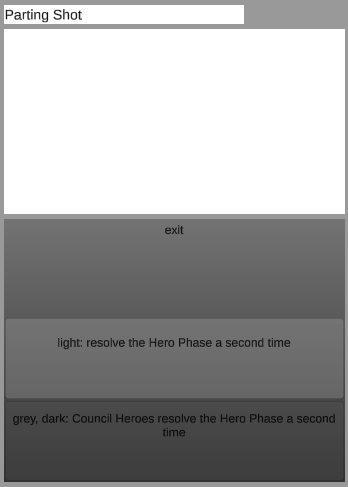 Parting Shot
exit
light: resolve the Hero Phase a second time
grey, dark: Council Heroes resolve the Hero Phase a second
time